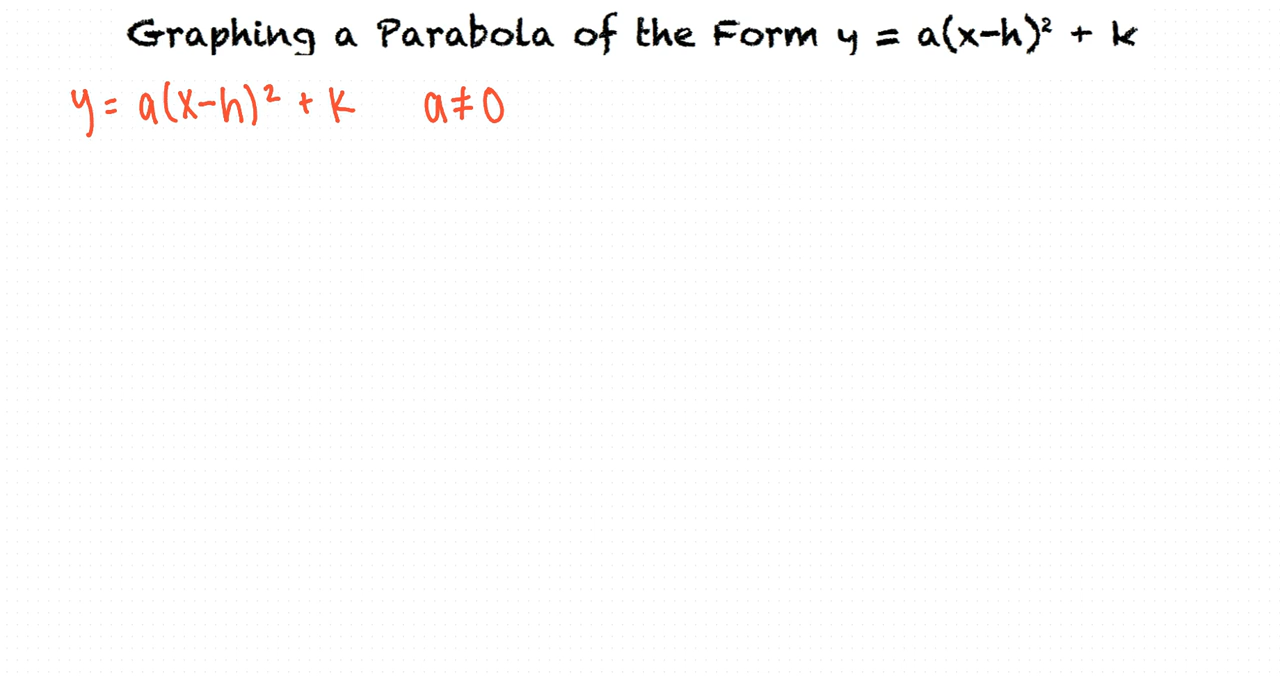 Graphing a Parabola of the Form y = a(x-h)² + k
y = a(x-h)² + k a ≠ 0